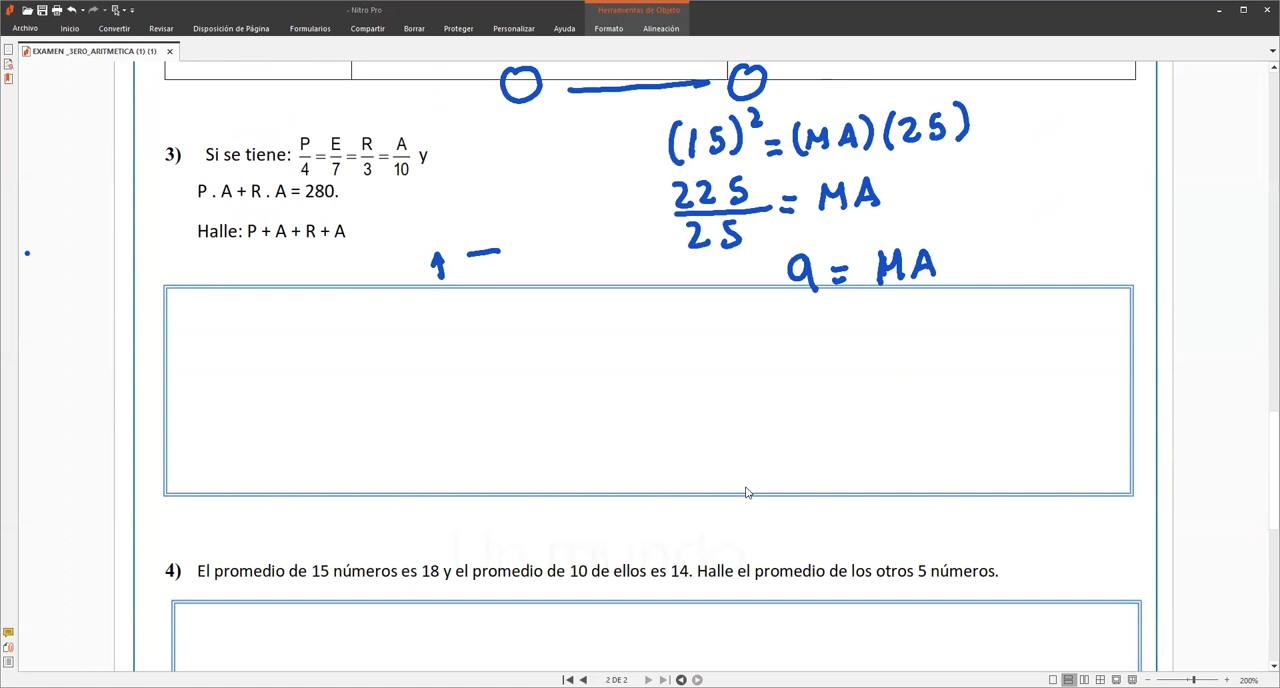 - Nitro Pro
Herramientas de Objeto
Archivo Inicio Convertir Revisar Disposición de Página Formularios Compartir Borrar Proteger Personalizar Ayuda Formato Alineación
EXAMEN _3ERO_ARITMETICA (1) (1)
(15)² = (MA)(25)
3) Si se tiene: P/4 = E/7 = R/3 = A/10 y
P . A + R . A = 280.
225/25 = MA
Halle: P + A + R + A
9 = MA
Un mundo
4) El promedio de 15 números es 18 y el promedio de 10 de ellos es 14. Halle el promedio de los otros 5 números.
2 DE 2
200%